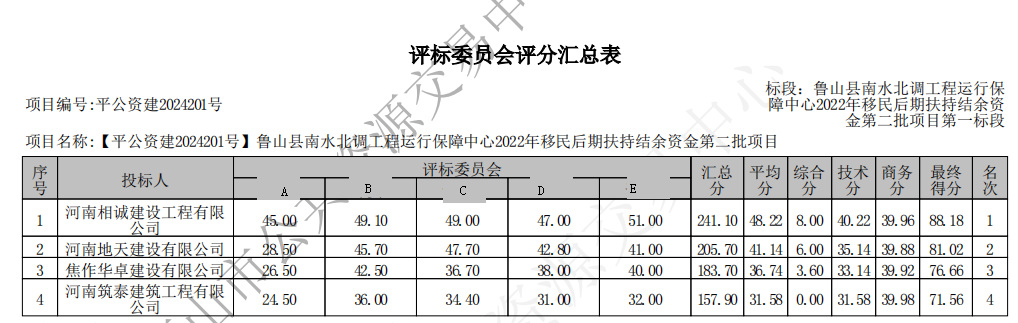 评标委员会评分汇总表
项目编号:平公资建2024201号
标段：鲁山县南水北调工程运行保
障中心2022年移民后期扶持结余资
金第二批项目第一标段
项目名称:【平公资建2024201号】鲁山县南水北调工程运行保障中心2022年移民后期扶持结余资金第二批项目
序号 投标人 评标委员会 汇总分 平均分 综合分 技术分 商务分 最终得分 名次
A B C D E
1 河南相诚建设工程有限公司 45.00 49.10 49.00 47.00 51.00 241.10 48.22 8.00 40.22 39.96 88.18 1
2 河南地天建设有限公司 28.50 45.70 47.70 42.80 41.00 205.70 41.14 6.00 35.14 39.88 81.02 2
3 焦作华卓建设有限公司 26.50 42.50 36.70 38.00 40.00 183.70 36.74 3.60 33.14 39.92 76.66 3
4 河南筑泰建筑工程有限公司 24.50 36.00 34.40 31.00 32.00 157.90 31.58 0.00 31.58 39.98 71.56 4